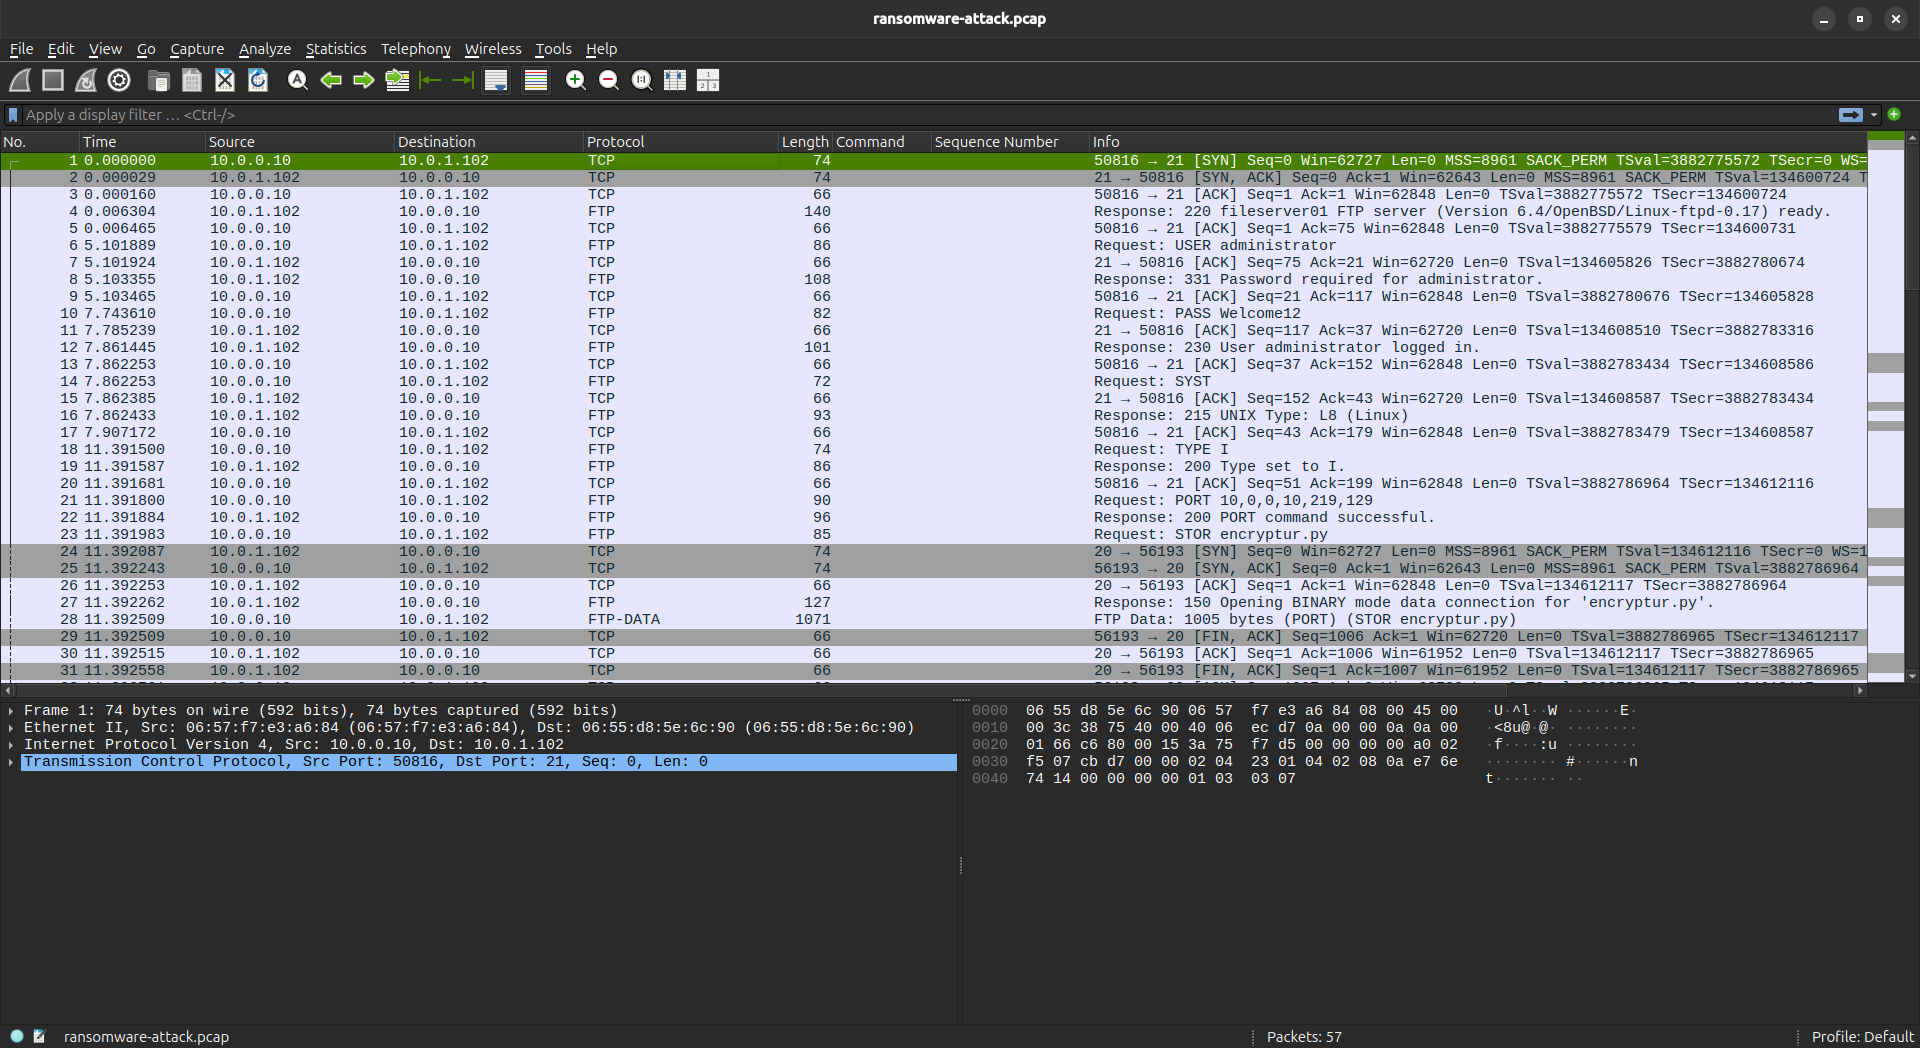 ransomware-attack.pcap
File Edit View Go Capture Analyze Statistics Telephony Wireless Tools Help
Apply a display filter … <Ctrl-/>
No. Time Source Destination Protocol Length Command Sequence Number Info
1 0.000000 10.0.0.10 10.0.1.102 TCP 74 50816 → 21 [SYN] Seq=0 Win=62727 Len=0 MSS=8961 SACK_PERM TSval=3882775572 TSecr=0 WS=
2 0.000029 10.0.1.102 10.0.0.10 TCP 74 21 → 50816 [SYN, ACK] Seq=0 Ack=1 Win=62643 Len=0 MSS=8961 SACK_PERM TSval=134600724 T
3 0.000160 10.0.0.10 10.0.1.102 TCP 66 50816 → 21 [ACK] Seq=1 Ack=1 Win=62848 Len=0 TSval=3882775572 TSecr=134600724
4 0.006304 10.0.1.102 10.0.0.10 FTP 140 Response: 220 fileserver01 FTP server (Version 6.4/OpenBSD/Linux-ftpd-0.17) ready.
5 0.006465 10.0.0.10 10.0.1.102 TCP 66 50816 → 21 [ACK] Seq=1 Ack=75 Win=62848 Len=0 TSval=3882775579 TSecr=134600731
6 5.101889 10.0.0.10 10.0.1.102 FTP 86 Request: USER administrator
7 5.101924 10.0.1.102 10.0.0.10 TCP 66 21 → 50816 [ACK] Seq=75 Ack=21 Win=62720 Len=0 TSval=134605826 TSecr=3882780674
8 5.103355 10.0.1.102 10.0.0.10 FTP 108 Response: 331 Password required for administrator.
9 5.103465 10.0.0.10 10.0.1.102 TCP 66 50816 → 21 [ACK] Seq=21 Ack=117 Win=62848 Len=0 TSval=3882780676 TSecr=134605828
10 7.743610 10.0.0.10 10.0.1.102 FTP 82 Request: PASS Welcome12
11 7.785239 10.0.1.102 10.0.0.10 TCP 66 21 → 50816 [ACK] Seq=117 Ack=37 Win=62720 Len=0 TSval=134608510 TSecr=3882783316
12 7.861445 10.0.1.102 10.0.0.10 FTP 101 Response: 230 User administrator logged in.
13 7.862253 10.0.0.10 10.0.1.102 TCP 66 50816 → 21 [ACK] Seq=37 Ack=152 Win=62848 Len=0 TSval=3882783434 TSecr=134608586
14 7.862253 10.0.0.10 10.0.1.102 FTP 72 Request: SYST
15 7.862385 10.0.1.102 10.0.0.10 TCP 66 21 → 50816 [ACK] Seq=152 Ack=43 Win=62720 Len=0 TSval=134608587 TSecr=3882783434
16 7.862433 10.0.1.102 10.0.0.10 FTP 93 Response: 215 UNIX Type: L8 (Linux)
17 7.907172 10.0.0.10 10.0.1.102 TCP 66 50816 → 21 [ACK] Seq=43 Ack=179 Win=62848 Len=0 TSval=3882783479 TSecr=134608587
18 11.391500 10.0.0.10 10.0.1.102 FTP 74 Request: TYPE I
19 11.391587 10.0.1.102 10.0.0.10 FTP 86 Response: 200 Type set to I.
20 11.391681 10.0.0.10 10.0.1.102 TCP 66 50816 → 21 [ACK] Seq=51 Ack=199 Win=62848 Len=0 TSval=3882786964 TSecr=134612116
21 11.391800 10.0.0.10 10.0.1.102 FTP 90 Request: PORT 10,0,0,10,219,129
22 11.391884 10.0.1.102 10.0.0.10 FTP 96 Response: 200 PORT command successful.
23 11.391983 10.0.0.10 10.0.1.102 FTP 85 Request: STOR encryptur.py
24 11.392087 10.0.1.102 10.0.0.10 TCP 74 20 → 56193 [SYN] Seq=0 Win=62727 Len=0 MSS=8961 SACK_PERM TSval=134612116 TSecr=0 WS=1
25 11.392243 10.0.0.10 10.0.1.102 TCP 74 56193 → 20 [SYN, ACK] Seq=0 Ack=1 Win=62643 Len=0 MSS=8961 SACK_PERM TSval=3882786964
26 11.392253 10.0.1.102 10.0.0.10 TCP 66 20 → 56193 [ACK] Seq=1 Ack=1 Win=62848 Len=0 TSval=134612117 TSecr=3882786964
27 11.392262 10.0.1.102 10.0.0.10 FTP 127 Response: 150 Opening BINARY mode data connection for 'encryptur.py'.
28 11.392509 10.0.0.10 10.0.1.102 FTP-DATA 1071 FTP Data: 1005 bytes (PORT) (STOR encryptur.py)
29 11.392509 10.0.0.10 10.0.1.102 TCP 66 56193 → 20 [FIN, ACK] Seq=1006 Ack=1 Win=62720 Len=0 TSval=3882786965 TSecr=134612117
30 11.392515 10.0.1.102 10.0.0.10 TCP 66 20 → 56193 [ACK] Seq=1 Ack=1006 Win=61952 Len=0 TSval=134612117 TSecr=3882786965
31 11.392558 10.0.1.102 10.0.0.10 TCP 66 20 → 56193 [FIN, ACK] Seq=1 Ack=1007 Win=61952 Len=0 TSval=134612117 TSecr=3882786965
Frame 1: 74 bytes on wire (592 bits), 74 bytes captured (592 bits)
Ethernet II, Src: 06:57:f7:e3:a6:84 (06:57:f7:e3:a6:84), Dst: 06:55:d8:5e:6c:90 (06:55:d8:5e:6c:90)
Internet Protocol Version 4, Src: 10.0.0.10, Dst: 10.0.1.102
Transmission Control Protocol, Src Port: 50816, Dst Port: 21, Seq: 0, Len: 0
0000 06 55 d8 5e 6c 90 06 57 f7 e3 a6 84 08 00 45 00 ·U·^l··W ······E·
0010 00 3c 38 75 40 00 40 06 ec d7 0a 00 00 0a 0a 00 ·<8u@·@· ········
0020 01 66 c6 80 00 15 3a 75 f7 d5 00 00 00 00 a0 02 ·f····:u ········
0030 f5 07 cb d7 00 00 02 04 23 01 04 02 08 0a e7 6e ········ #······n
0040 74 14 00 00 00 00 01 03 03 07 t······· ··
ransomware-attack.pcap
Packets: 57
Profile: Default